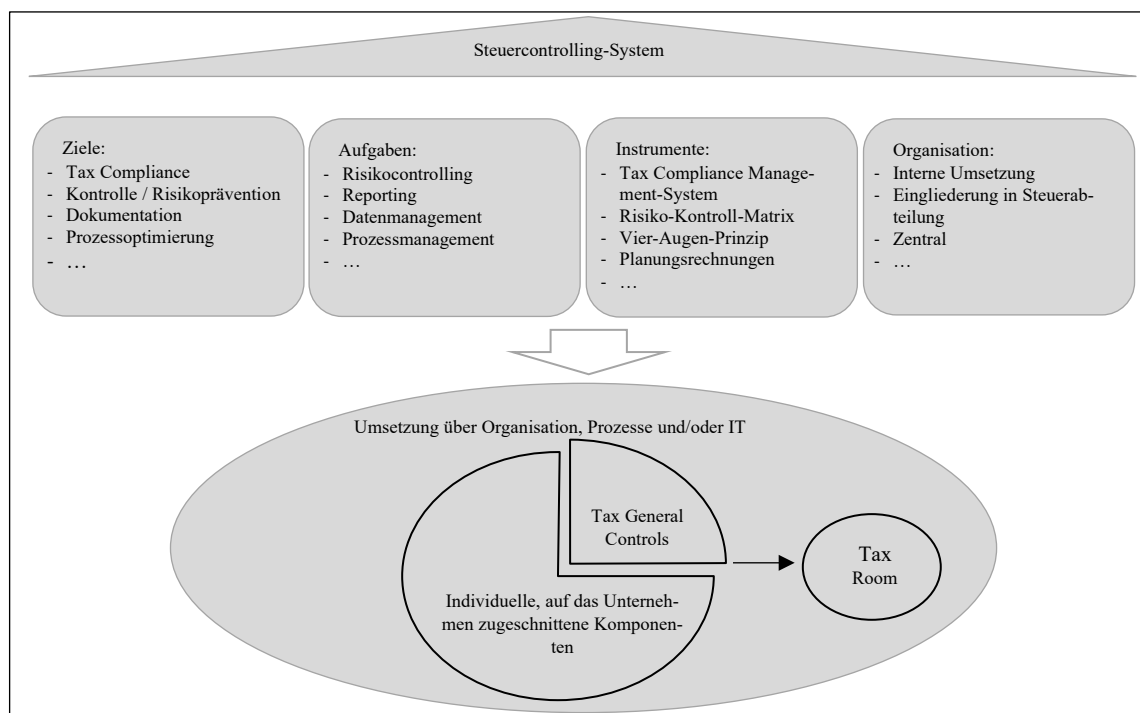 Steuercontrolling-System
Ziele:
- Tax Compliance
- Kontrolle / Risikoprävention
- Dokumentation
- Prozessoptimierung
- …
Aufgaben:
- Risikocontrolling
- Reporting
- Datenmanagement
- Prozessmanagement
- …
Instrumente:
- Tax Compliance Manage-
ment-System
- Risiko-Kontroll-Matrix
- Vier-Augen-Prinzip
- Planungsrechnungen
- …
Organisation:
- Interne Umsetzung
- Eingliederung in Steuerab-
teilung
- Zentral
- …
Umsetzung über Organisation, Prozesse und/oder IT
Tax General
Controls
Tax
Room
Individuelle, auf das Unterneh-
men zugeschnittene Komponen-
ten